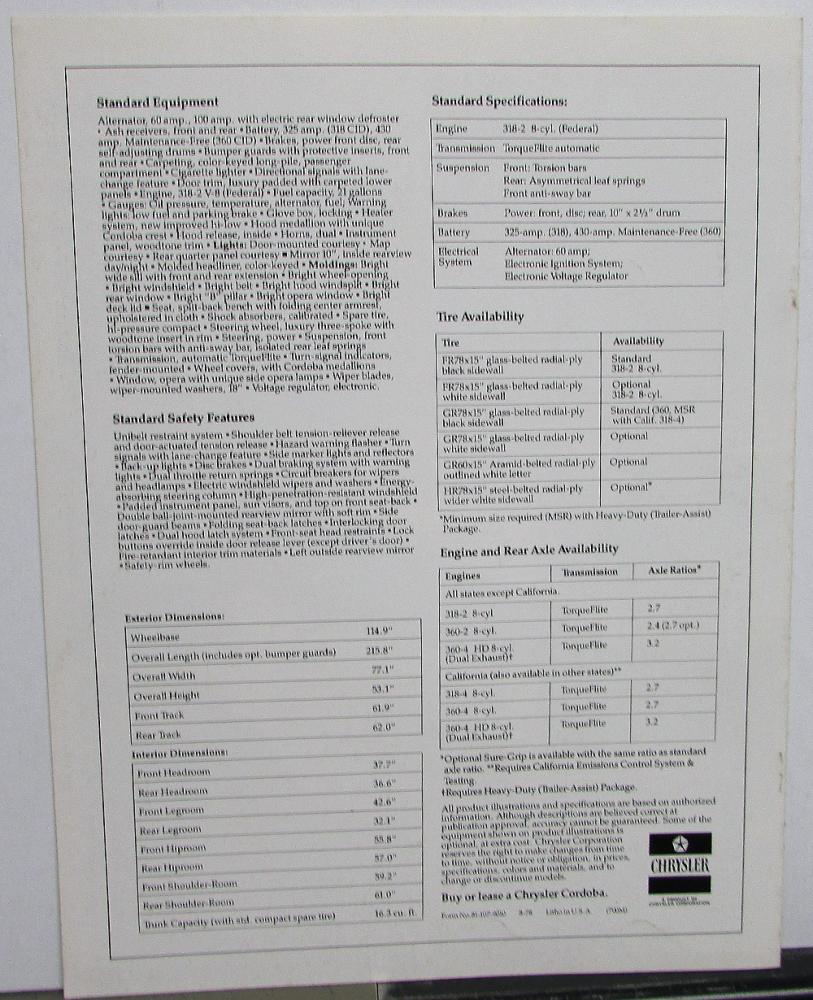 Standard Equipment
Alternator, 60 amp., 100 amp. with electric rear window defroster
• Ash receivers, front and rear • Battery, 325 amp. (318 CID), 430
amp. Maintenance-Free (360 CID) • Brakes, power front disc, rear
self-adjusting drums • Bumper guards with protective inserts, front
and rear • Carpeting, color-keyed long-pile, passenger
compartment • Cigarette lighter • Directional signals with lane-
change feature • Door trim, luxury padded with carpeted lower
panels • Engine, 318-2 V-8 (Federal) • Fuel capacity, 21 gallons
• Gauges: Oil pressure, temperature, alternator, fuel; Warning
lights: low fuel and parking brake • Glove box, locking • Heater
system, new improved hi-low • Hood medallion with unique
Cordoba crest • Hood release, inside • Horns, dual • Instrument
panel, woodtone trim • Lights: Door-mounted courtesy • Map
courtesy • Rear quarter panel courtesy ■ Mirror 10", inside rearview
day/night • Molded headliner, color-keyed • Moldings: Bright
wide sill with front and rear extension • Bright wheel-opening
• Bright windshield • Bright belt • Bright hood windsplit • Bright
rear window • Bright "B" pillar • Bright opera window • Bright
deck lid ■ Seat, split-back bench with folding center armrest,
upholstered in cloth • Shock absorbers, calibrated • Spare tire,
hi-pressure compact • Steering wheel, luxury three-spoke with
woodtone insert in rim • Steering, power • Suspension, front
torsion bars with anti-sway bar, isolated rear leaf springs
• Transmission, automatic TorqueFlite • Turn-signal indicators,
fender-mounted • Wheel covers, with Cordoba medallions
• Window, opera with unique side opera lamps • Wiper blades,
wiper-mounted washers, 18" • Voltage regulator, electronic.
Standard Safety Features
Unibelt restraint system • Shoulder belt tension-reliever release
and door-actuated tension release • Hazard warning flasher • Turn
signals with lane-change feature • Side marker lights and reflectors
• Back-up lights • Disc brakes • Dual braking system with warning
lights • Dual throttle return springs • Circuit breakers for wipers
and headlamps • Electric windshield wipers and washers • Energy-
absorbing steering column • High-penetration-resistant windshield
• Padded instrument panel, sun visors, and top on front seat-back •
Double ball-joint-mounted rearview mirror with soft rim • Side
door-guard beams • Folding seat-back latches • Interlocking door
latches • Dual hood latch system • Front-seat head restraints • Lock
buttons override inside door release lever (except driver's door) •
Fire-retardant interior trim materials • Left outside rearview mirror
• Safety-rim wheels.
Exterior Dimensions:
Wheelbase 114.9"
Overall Length (includes opt. bumper guards) 215.8"
Overall Width 77.1"
Overall Height 53.1"
Front Track 61.9"
Rear Track 62.0"
Interior Dimensions:
Front Headroom 37.7"
Rear Headroom 36.6"
Front Legroom 42.6"
Rear Legroom 32.1"
Front Hiproom 55.8"
Rear Hiproom 57.0"
Front Shoulder-Room 59.2"
Rear Shoulder-Room 61.0"
Trunk Capacity (with std. compact spare tire) 16.3 cu. ft.
Standard Specifications:
Engine 318-2 8-cyl. (Federal)
Transmission TorqueFlite automatic
Suspension Front: Torsion bars
Rear: Asymmetrical leaf springs
Front anti-sway bar
Brakes Power: front, disc; rear, 10" x 2½" drum
Battery 325-amp. (318), 430-amp. Maintenance-Free (360)
Electrical Alternator: 60 amp;
System Electronic Ignition System;
Electronic Voltage Regulator
Tire Availability
Tire Availability
FR78x15" glass-belted radial-ply Standard
black sidewall 318-2 8-cyl.
FR78x15" glass-belted radial-ply Optional
white sidewall 318-2 8-cyl.
GR78x15" glass-belted radial-ply Standard (360, MSR
black sidewall with Calif. 318-4)
GR78x15" glass-belted radial-ply Optional
white sidewall
GR60x15" Aramid-belted radial-ply Optional
outlined white letter
HR78x15" steel-belted radial-ply Optional*
wider white sidewall
*Minimum size required (MSR) with Heavy-Duty (Trailer-Assist)
Package.
Engine and Rear Axle Availability
Engines Transmission Axle Ratios*
All states except California.
318-2 8-cyl TorqueFlite 2.7
360-2 8-cyl. TorqueFlite 2.4 (2.7 opt.)
360-4 HD 8-cyl. TorqueFlite 3.2
(Dual Exhaust)†
California (also available in other states)**
318-4 8-cyl. TorqueFlite 2.7
360-4 8-cyl. TorqueFlite 2.7
360-4 HD 8-cyl. TorqueFlite 3.2
(Dual Exhaust)†
*Optional Sure-Grip is available with the same ratio as standard
axle ratio. **Requires California Emissions Control System &
Testing.
†Requires Heavy-Duty (Trailer-Assist) Package.
All product illustrations and specifications are based on authorized
information. Although descriptions are believed correct at
publication approval, accuracy cannot be guaranteed. Some of the
equipment shown on product illustrations is
optional, at extra cost. Chrysler Corporation
reserves the right to make changes from time
to time, without notice or obligation, in prices,
specifications, colors and materials, and to
change or discontinue models.
Buy or lease a Chrysler Cordoba.
CHRYSLER
A PRODUCT OF
CHRYSLER CORPORATION
Form No. 8-78 Litho in U.S.A.